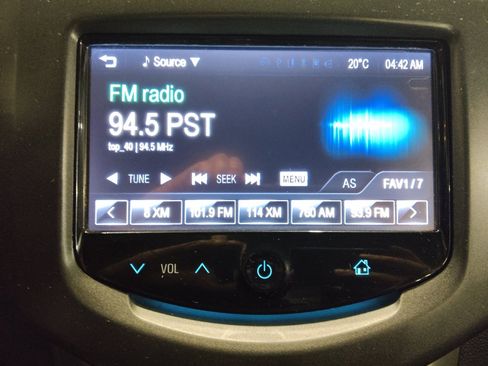 ♪ Source ▼ 20°C 04:42 AM
FM radio
94.5 PST
top_40 | 94.5 MHz
◀ TUNE ▶ ⏮ SEEK ⏭ MENU AS FAV1 / 7
8 XM 101.9 FM 114 XM 760 AM 93.9 FM
VOL